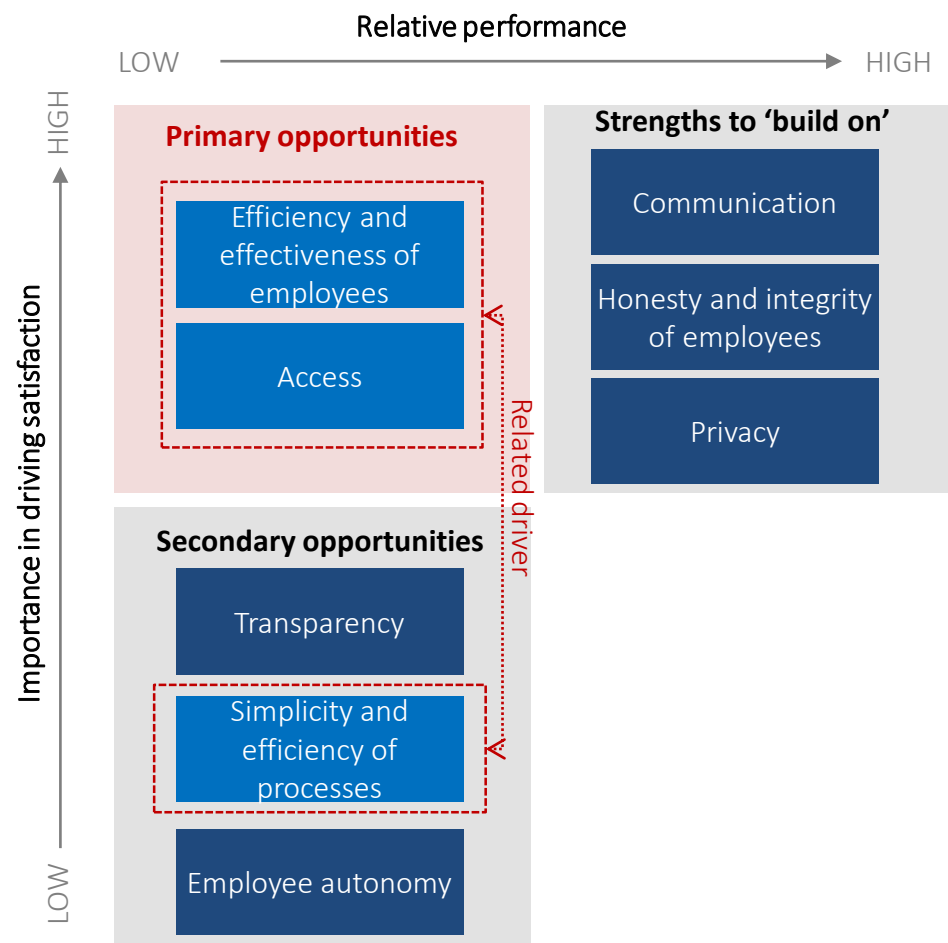 Relative performance
LOW
HIGH
HIGH
Importance in driving satisfaction
LOW
Primary opportunities
Efficiency and
effectiveness of
employees
Access
Strengths to ‘build on’
Communication
Honesty and integrity
of employees
Privacy
Related driver
Secondary opportunities
Transparency
Simplicity and
efficiency of
processes
Employee autonomy